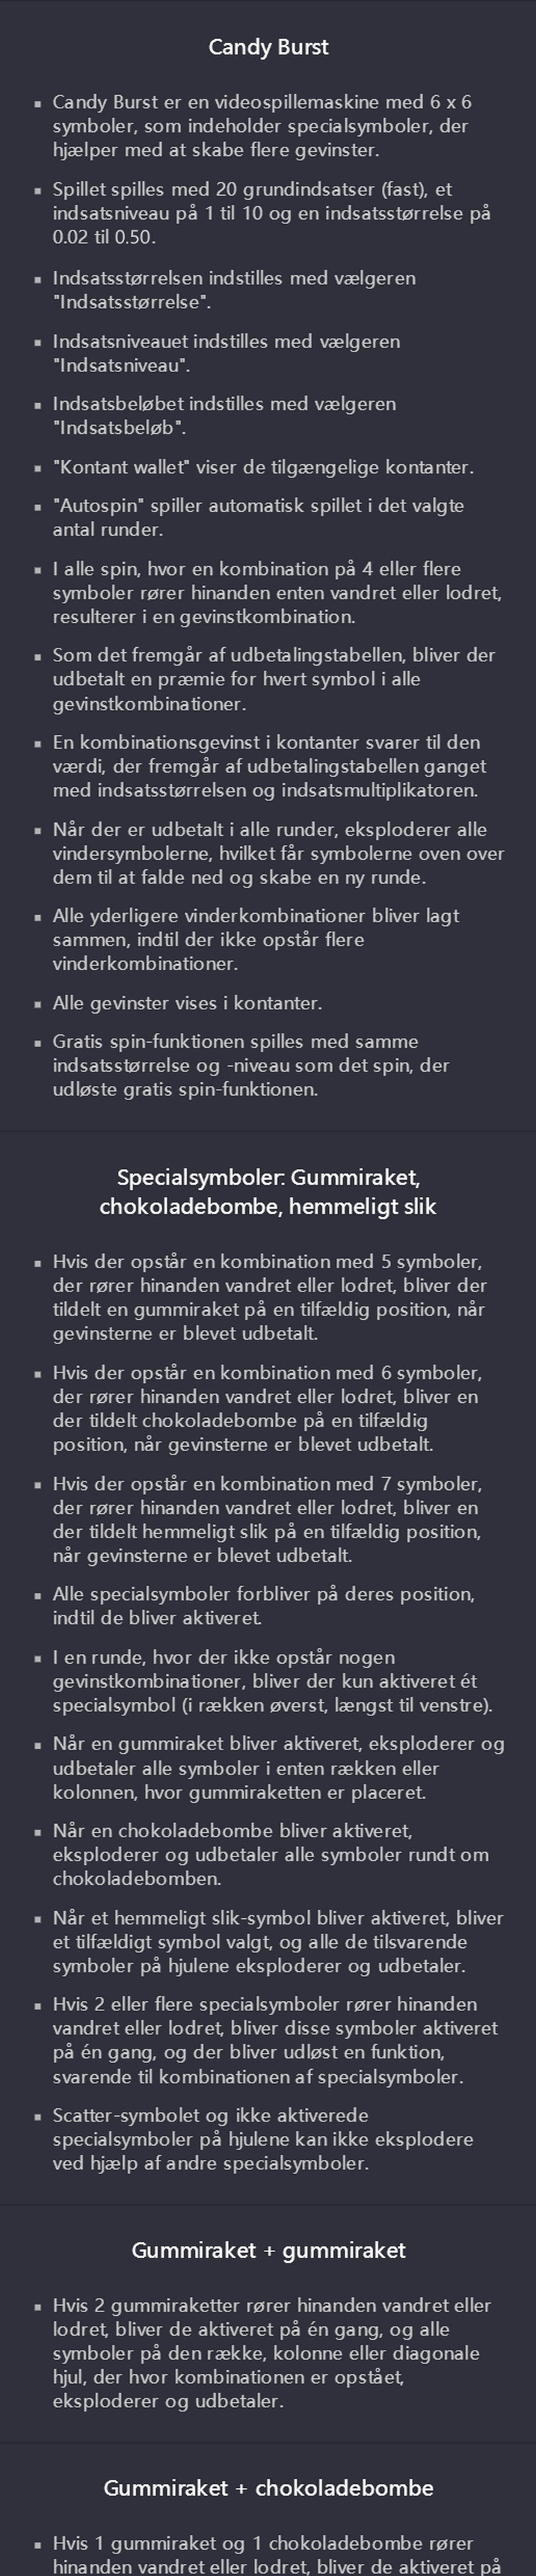 Candy Burst
▪ Candy Burst er en videospillemaskine med 6 x 6
symboler, som indeholder specialsymboler, der
hjælper med at skabe flere gevinster.
▪ Spillet spilles med 20 grundindsatser (fast), et
indsatsniveau på 1 til 10 og en indsatsstørrelse på
0.02 til 0.50.
▪ Indsatsstørrelsen indstilles med vælgeren
"Indsatsstørrelse".
▪ Indsatsniveauet indstilles med vælgeren
"Indsatsniveau".
▪ Indsatsbeløbet indstilles med vælgeren
"Indsatsbeløb".
▪ "Kontant wallet" viser de tilgængelige kontanter.
▪ "Autospin" spiller automatisk spillet i det valgte
antal runder.
▪ I alle spin, hvor en kombination på 4 eller flere
symboler rører hinanden enten vandret eller lodret,
resulterer i en gevinstkombination.
▪ Som det fremgår af udbetalingstabellen, bliver der
udbetalt en præmie for hvert symbol i alle
gevinstkombinationer.
▪ En kombinationsgevinst i kontanter svarer til den
værdi, der fremgår af udbetalingstabellen ganget
med indsatsstørrelsen og indsatsmultiplikatoren.
▪ Når der er udbetalt i alle runder, eksploderer alle
vindersymbolerne, hvilket får symbolerne oven over
dem til at falde ned og skabe en ny runde.
▪ Alle yderligere vinderkombinationer bliver lagt
sammen, indtil der ikke opstår flere
vinderkombinationer.
▪ Alle gevinster vises i kontanter.
▪ Gratis spin-funktionen spilles med samme
indsatsstørrelse og -niveau som det spin, der
udløste gratis spin-funktionen.
Specialsymboler: Gummiraket,
chokoladebombe, hemmeligt slik
▪ Hvis der opstår en kombination med 5 symboler,
der rører hinanden vandret eller lodret, bliver der
tildelt en gummiraket på en tilfældig position, når
gevinsterne er blevet udbetalt.
▪ Hvis der opstår en kombination med 6 symboler,
der rører hinanden vandret eller lodret, bliver en
der tildelt chokoladebombe på en tilfældig
position, når gevinsterne er blevet udbetalt.
▪ Hvis der opstår en kombination med 7 symboler,
der rører hinanden vandret eller lodret, bliver en
der tildelt hemmeligt slik på en tilfældig position,
når gevinsterne er blevet udbetalt.
▪ Alle specialsymboler forbliver på deres position,
indtil de bliver aktiveret.
▪ I en runde, hvor der ikke opstår nogen
gevinstkombinationer, bliver der kun aktiveret ét
specialsymbol (i rækken øverst, længst til venstre).
▪ Når en gummiraket bliver aktiveret, eksploderer og
udbetaler alle symboler i enten rækken eller
kolonnen, hvor gummiraketten er placeret.
▪ Når en chokoladebombe bliver aktiveret,
eksploderer og udbetaler alle symboler rundt om
chokoladebomben.
▪ Når et hemmeligt slik-symbol bliver aktiveret, bliver
et tilfældigt symbol valgt, og alle de tilsvarende
symboler på hjulene eksploderer og udbetaler.
▪ Hvis 2 eller flere specialsymboler rører hinanden
vandret eller lodret, bliver disse symboler aktiveret
på én gang, og der bliver udløst en funktion,
svarende til kombinationen af specialsymboler.
▪ Scatter-symbolet og ikke aktiverede
specialsymboler på hjulene kan ikke eksplodere
ved hjælp af andre specialsymboler.
Gummiraket + gummiraket
▪ Hvis 2 gummiraketter rører hinanden vandret eller
lodret, bliver de aktiveret på én gang, og alle
symboler på den række, kolonne eller diagonale
hjul, der hvor kombinationen er opstået,
eksploderer og udbetaler.
Gummiraket + chokoladebombe
▪ Hvis 1 gummiraket og 1 chokoladebombe rører
hinanden vandret eller lodret, bliver de aktiveret på